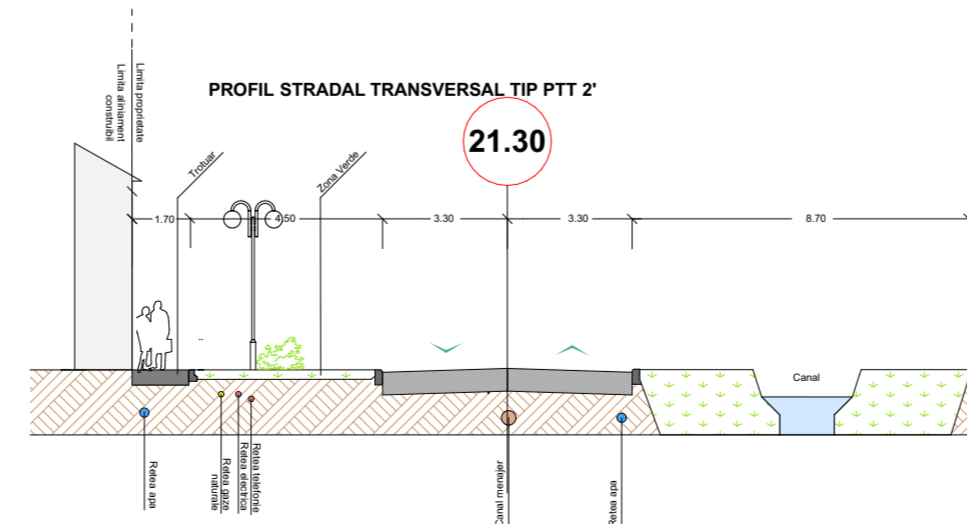 PROFIL STRADAL TRANSVERSAL TIP PTT 2'
21.30
Limita proprietate
Limita aliniament
construibil
Trotuar
Zona Verde
1.70
4.50
3.30
3.30
8.70
Canal
Retea apa
Retea gaze
naturale
Retea electrica
Retea telefonie
Canal menajer
Retea apa